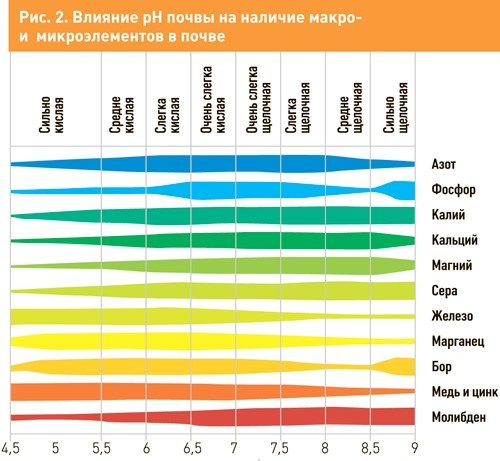 Рис. 2. Влияние pH почвы на наличие макро-
и микроэлементов в почве
Сильно
кислая
Средне
кислая
Слегка
кислая
Очень слегка
кислая
Очень слегка
щелочная
Слегка
щелочная
Средне
щелочная
Сильно
щелочная
Азот
Фосфор
Калий
Кальций
Магний
Сера
Железо
Марганец
Бор
Медь и цинк
Молибден
4,5 5 5,5 6 6,5 7 7,5 8 8,5 9